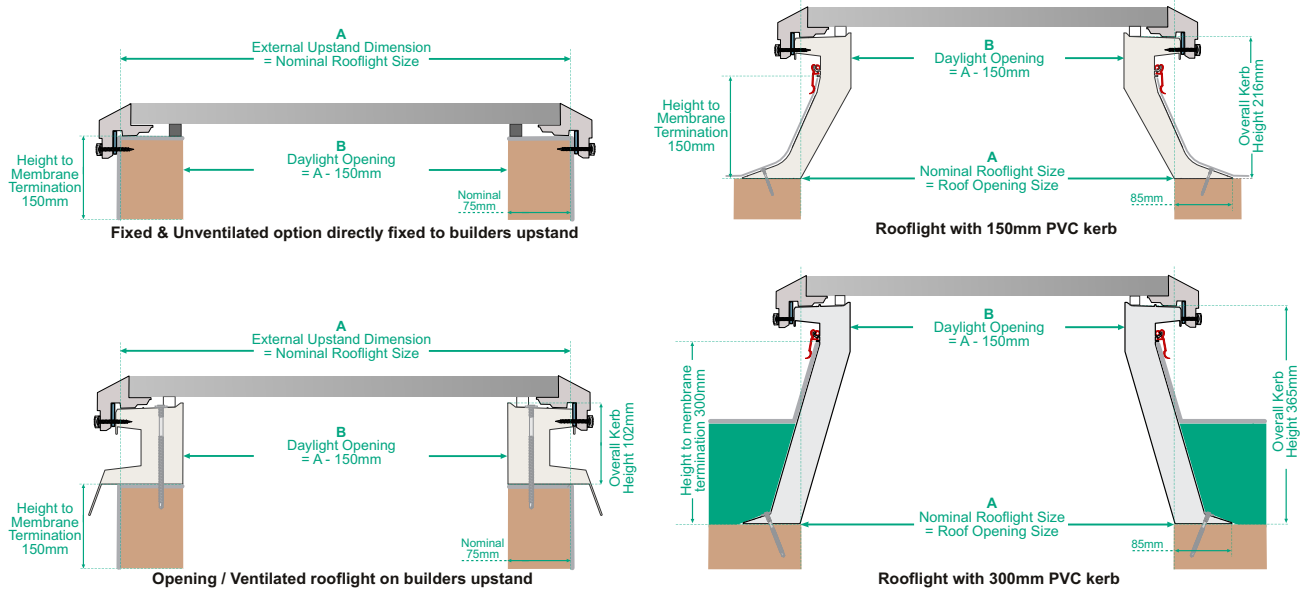 A
External Upstand Dimension
= Nominal Rooflight Size
Height to
Membrane
Termination
150mm
B
Daylight Opening
= A - 150mm
Nominal
75mm
Fixed & Unventilated option directly fixed to builders upstand
B
Daylight Opening
= A - 150mm
Height to
Membrane
Termination
150mm
Overall Kerb
Height 216mm
A
Nominal Rooflight Size
= Roof Opening Size
85mm
Rooflight with 150mm PVC kerb
A
External Upstand Dimension
= Nominal Rooflight Size
B
Daylight Opening
= A - 150mm
Overall Kerb
Height 102mm
Height to
Membrane
Termination
150mm
Nominal
75mm
Opening / Ventilated rooflight on builders upstand
B
Daylight Opening
= A - 150mm
Height to membrane
termination 300mm
Overall Kerb
Height 365mm
A
Nominal Rooflight Size
= Roof Opening Size
85mm
Rooflight with 300mm PVC kerb